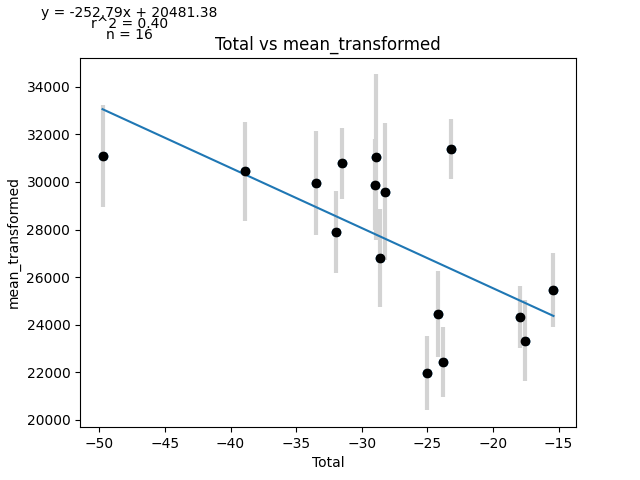 y = -252.79x + 20481.38
r^2 = 0.40
n = 16
Total vs mean_transformed
mean_transformed
34000
32000
30000
28000
26000
24000
22000
20000
−50
−45
−40
−35
−30
−25
−20
−15
Total